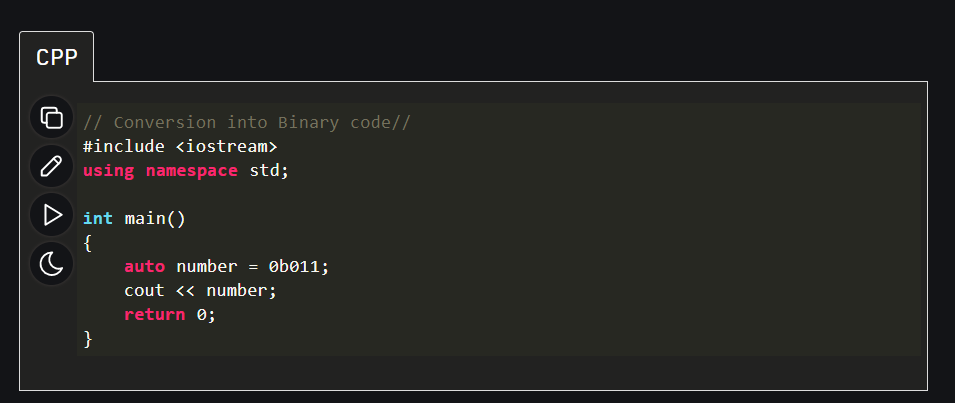 CPP
// Conversion into Binary code//
#include <iostream>
using namespace std;
int main()
{
    auto number = 0b011;
    cout << number;
    return 0;
}